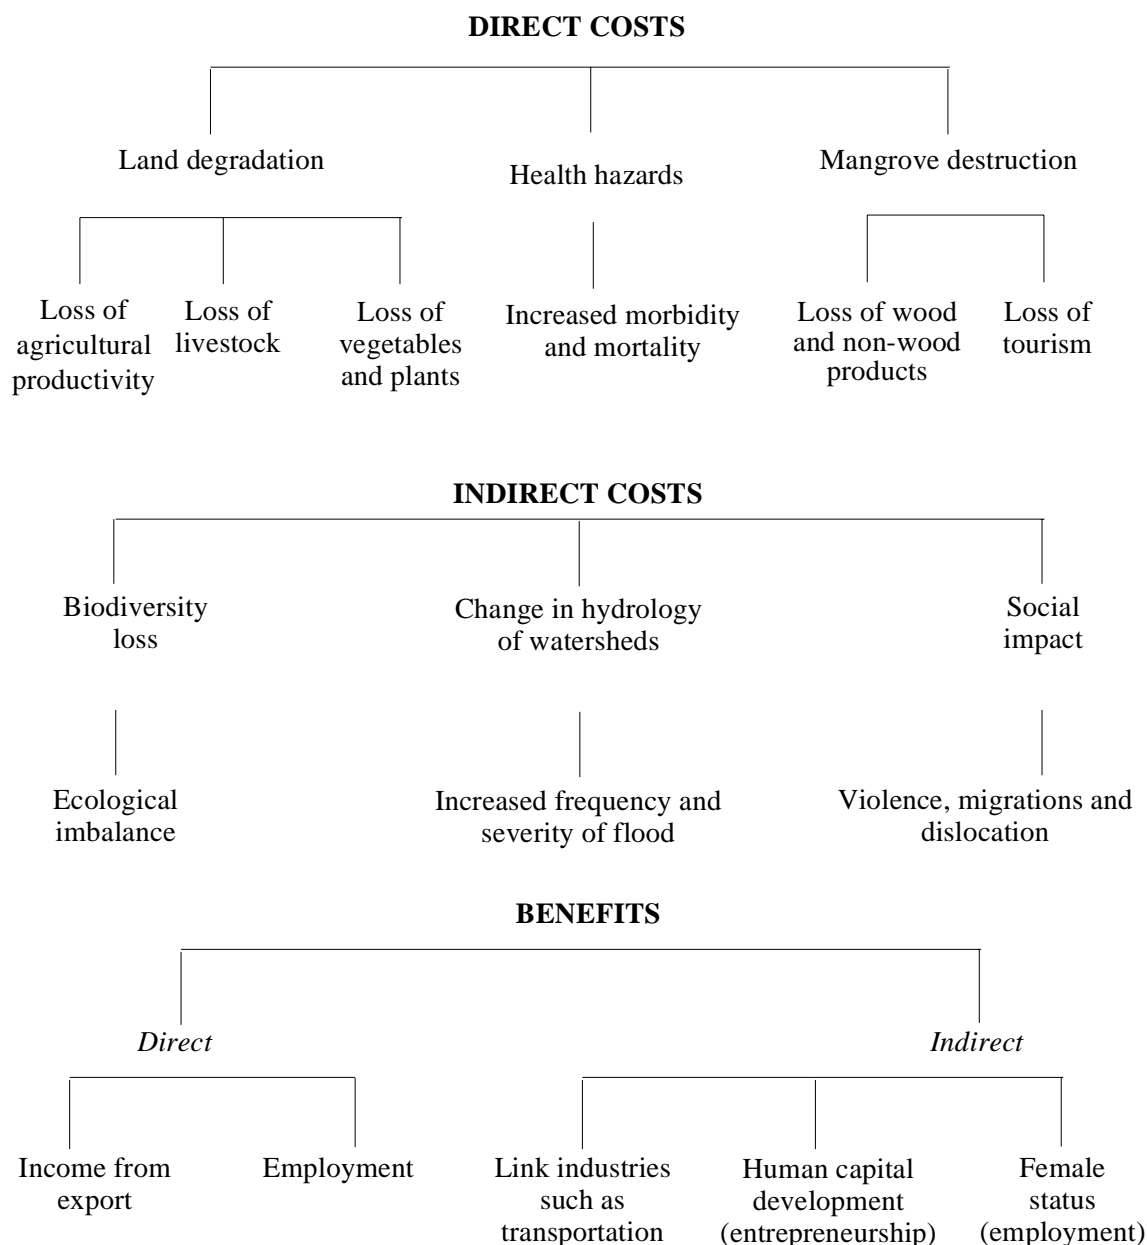 DIRECT COSTS
Land degradation
Health hazards
Mangrove destruction
Loss of
agricultural
productivity
Loss of
livestock
Loss of
vegetables
and plants
Increased morbidity
and mortality
Loss of wood
and non-wood
products
Loss of
tourism
INDIRECT COSTS
Biodiversity
loss
Change in hydrology
of watersheds
Social
impact
Ecological
imbalance
Increased frequency and
severity of flood
Violence, migrations and
dislocation
BENEFITS
Direct
Indirect
Income from
export
Employment
Link industries
such as
transportation
Human capital
development
(entrepreneurship)
Female
status
(employment)